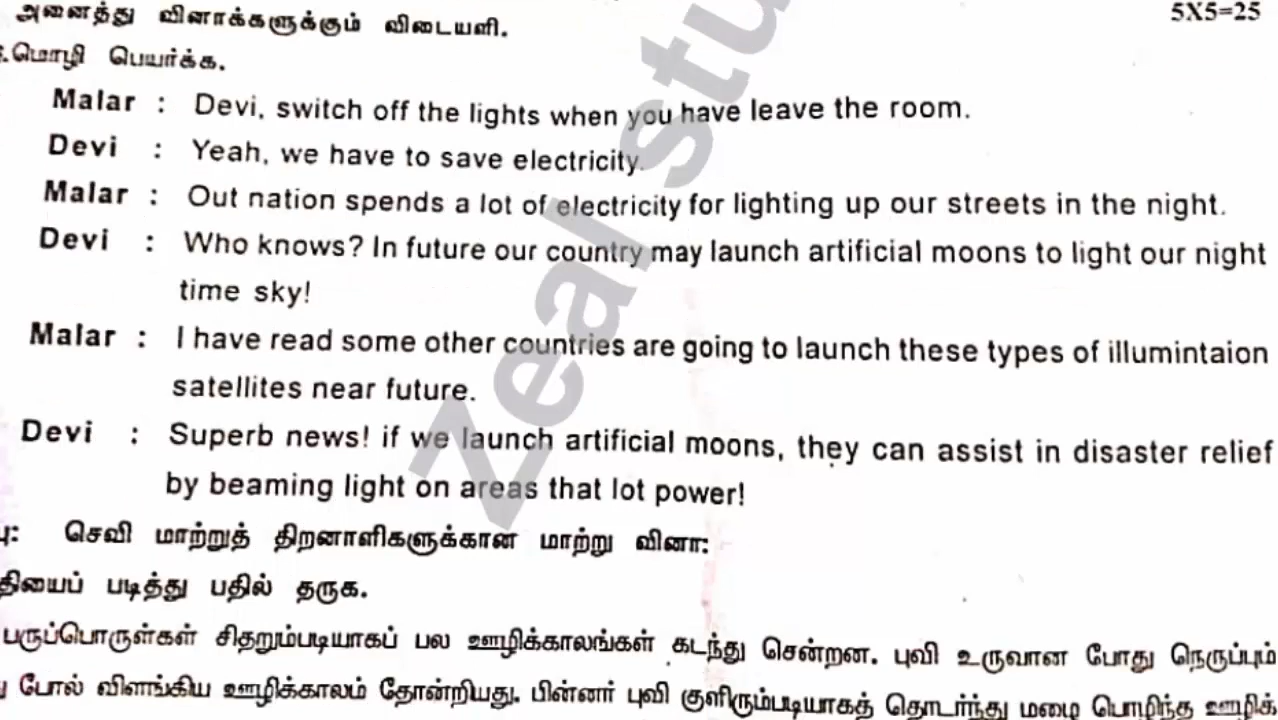 அனைத்து வினாக்களுக்கும் விடையளி. 5X5=25
மொழி பெயர்க்க.
Malar : Devi, switch off the lights when you have leave the room.
Devi : Yeah, we have to save electricity.
Malar : Out nation spends a lot of electricity for lighting up our streets in the night.
Devi : Who knows? In future our country may launch artificial moons to light our night
time sky!
Malar : I have read some other countries are going to launch these types of illumintaion
satellites near future.
Devi : Superb news! if we launch artificial moons, they can assist in disaster relief
by beaming light on areas that lot power!
செவி மாற்றுத் திறனாளிகளுக்கான மாற்று வினா:
படித்து பதில் தருக.
பருப்பொருள்கள் சிதறும்படியாகப் பல ஊழிக்காலங்கள் கடந்து சென்றன. புவி உருவான போது நெருப்பும்
போல் விளங்கிய ஊழிக்காலம் தோன்றியது. பின்னர் புவி குளிரும்படியாகத் தொடர்ந்து மழை பொழிந்த
Zeal